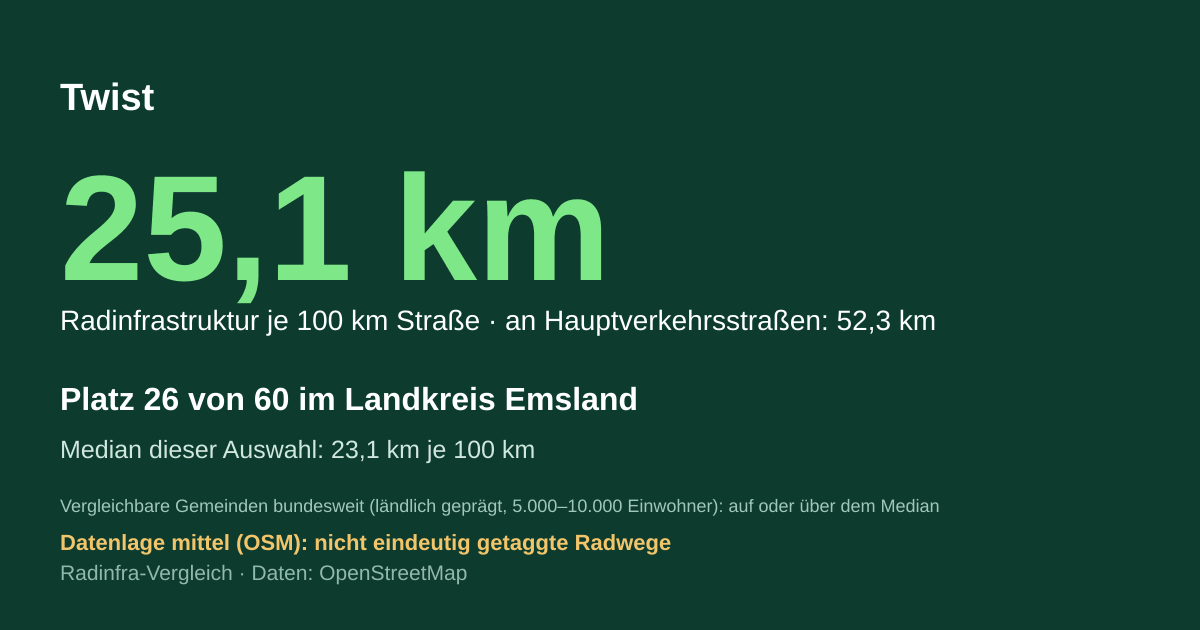 Twist
25,1 km
Radinfrastruktur je 100 km Straße · an Hauptverkehrsstraßen: 52,3 km
Platz 26 von 60 im Landkreis Emsland
Median dieser Auswahl: 23,1 km je 100 km
Vergleichbare Gemeinden bundesweit (ländlich geprägt, 5.000–10.000 Einwohner): auf oder über dem Median
Datenlage mittel (OSM): nicht eindeutig getaggte Radwege
Radinfra-Vergleich · Daten: OpenStreetMap